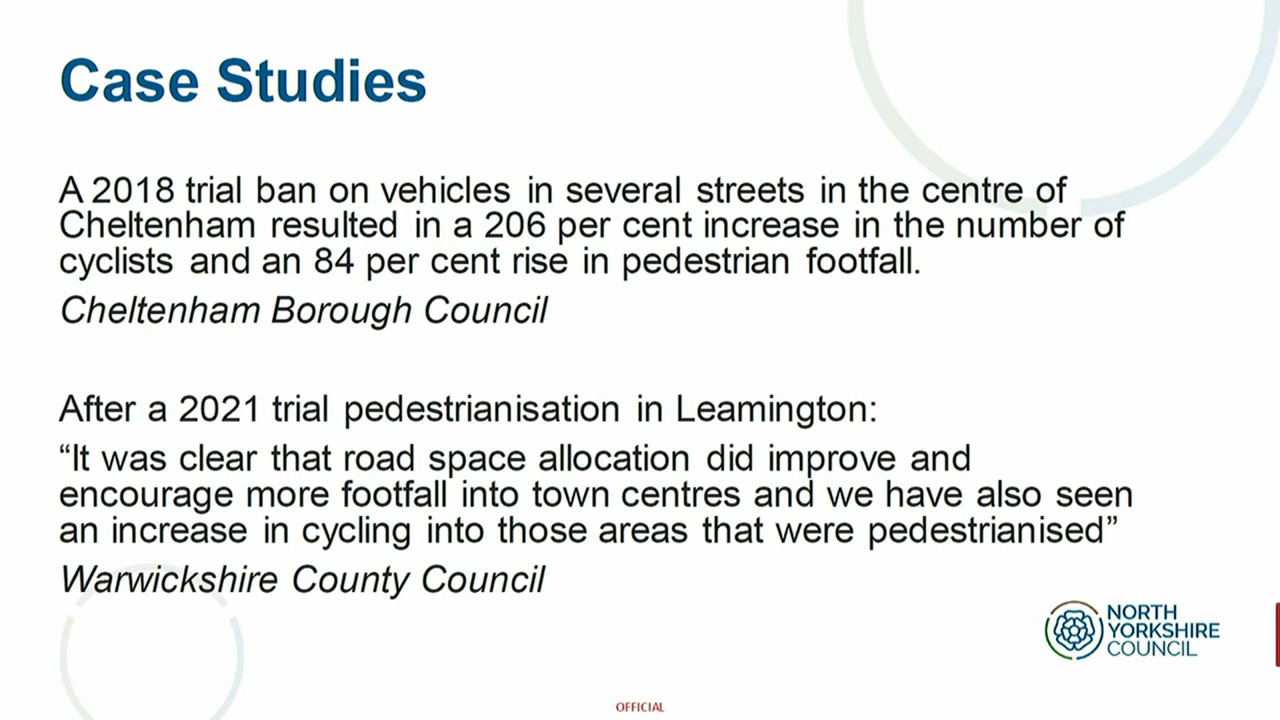 Case Studies
A 2018 trial ban on vehicles in several streets in the centre of
Cheltenham resulted in a 206 per cent increase in the number of
cyclists and an 84 per cent rise in pedestrian footfall.
Cheltenham Borough Council
After a 2021 trial pedestrianisation in Leamington:
“It was clear that road space allocation did improve and
encourage more footfall into town centres and we have also seen
an increase in cycling into those areas that were pedestrianised”
Warwickshire County Council
NORTH
YORKSHIRE
COUNCIL
OFFICIAL